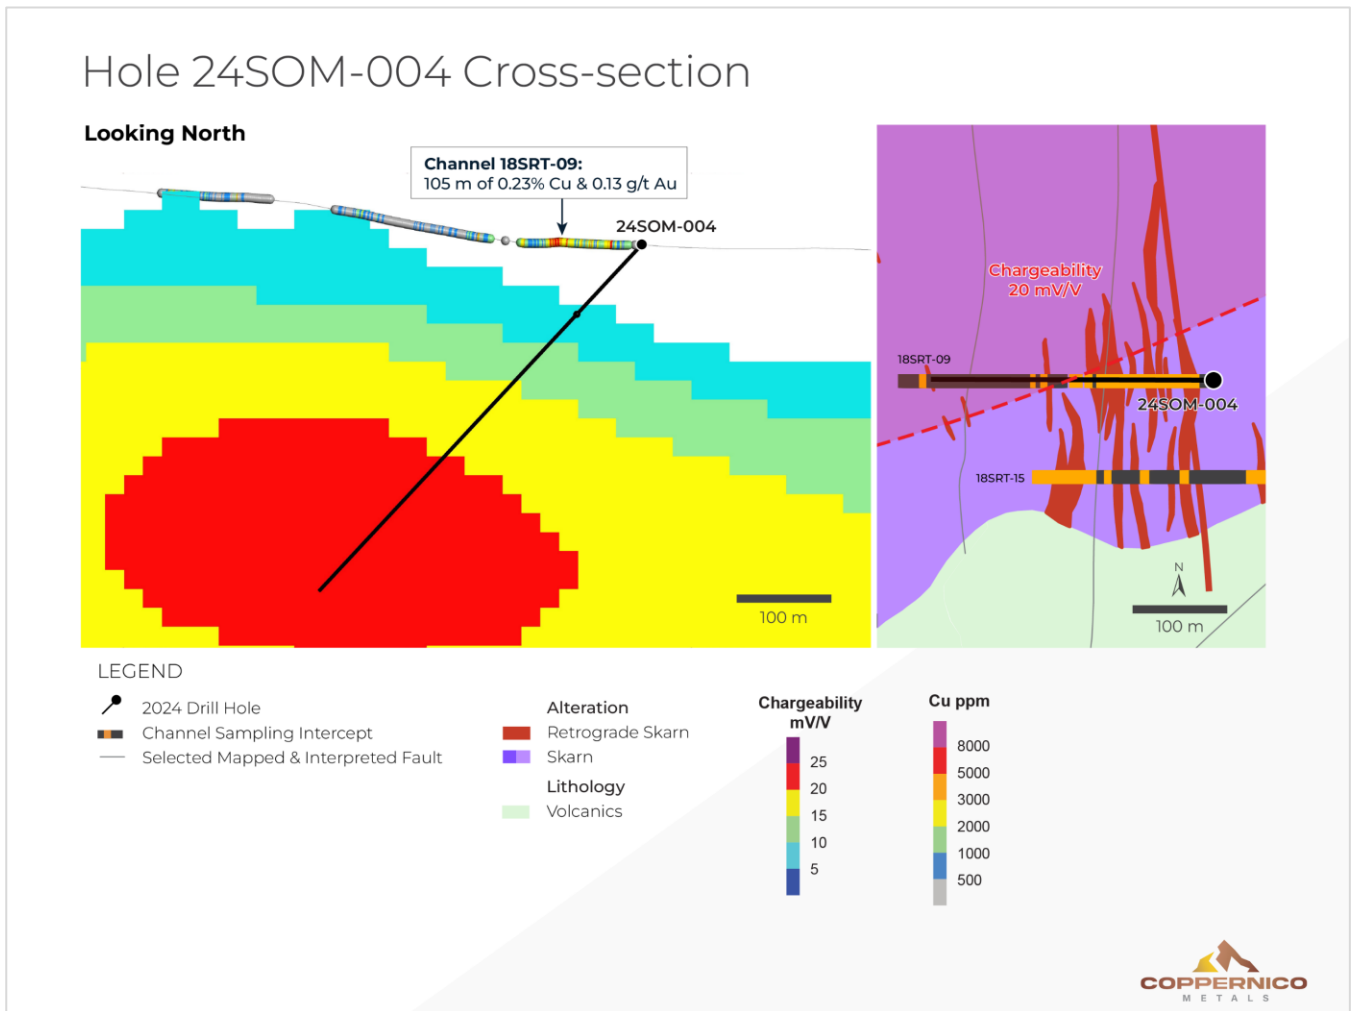 Hole 24SOM-004 Cross-section
Looking North
Channel 18SRT-09:
105 m of 0.23% Cu & 0.13 g/t Au
24SOM-004
100 m
Chargeability
20 mV/V
18SRT-09
24SOM-004
18SRT-15
N
100 m
LEGEND
2024 Drill Hole
Channel Sampling Intercept
Selected Mapped & Interpreted Fault
Alteration
Retrograde Skarn
Skarn
Lithology
Volcanics
Chargeability
mV/V
25
20
15
10
5
Cu ppm
8000
5000
3000
2000
1000
500
COPPERNICO
METALS